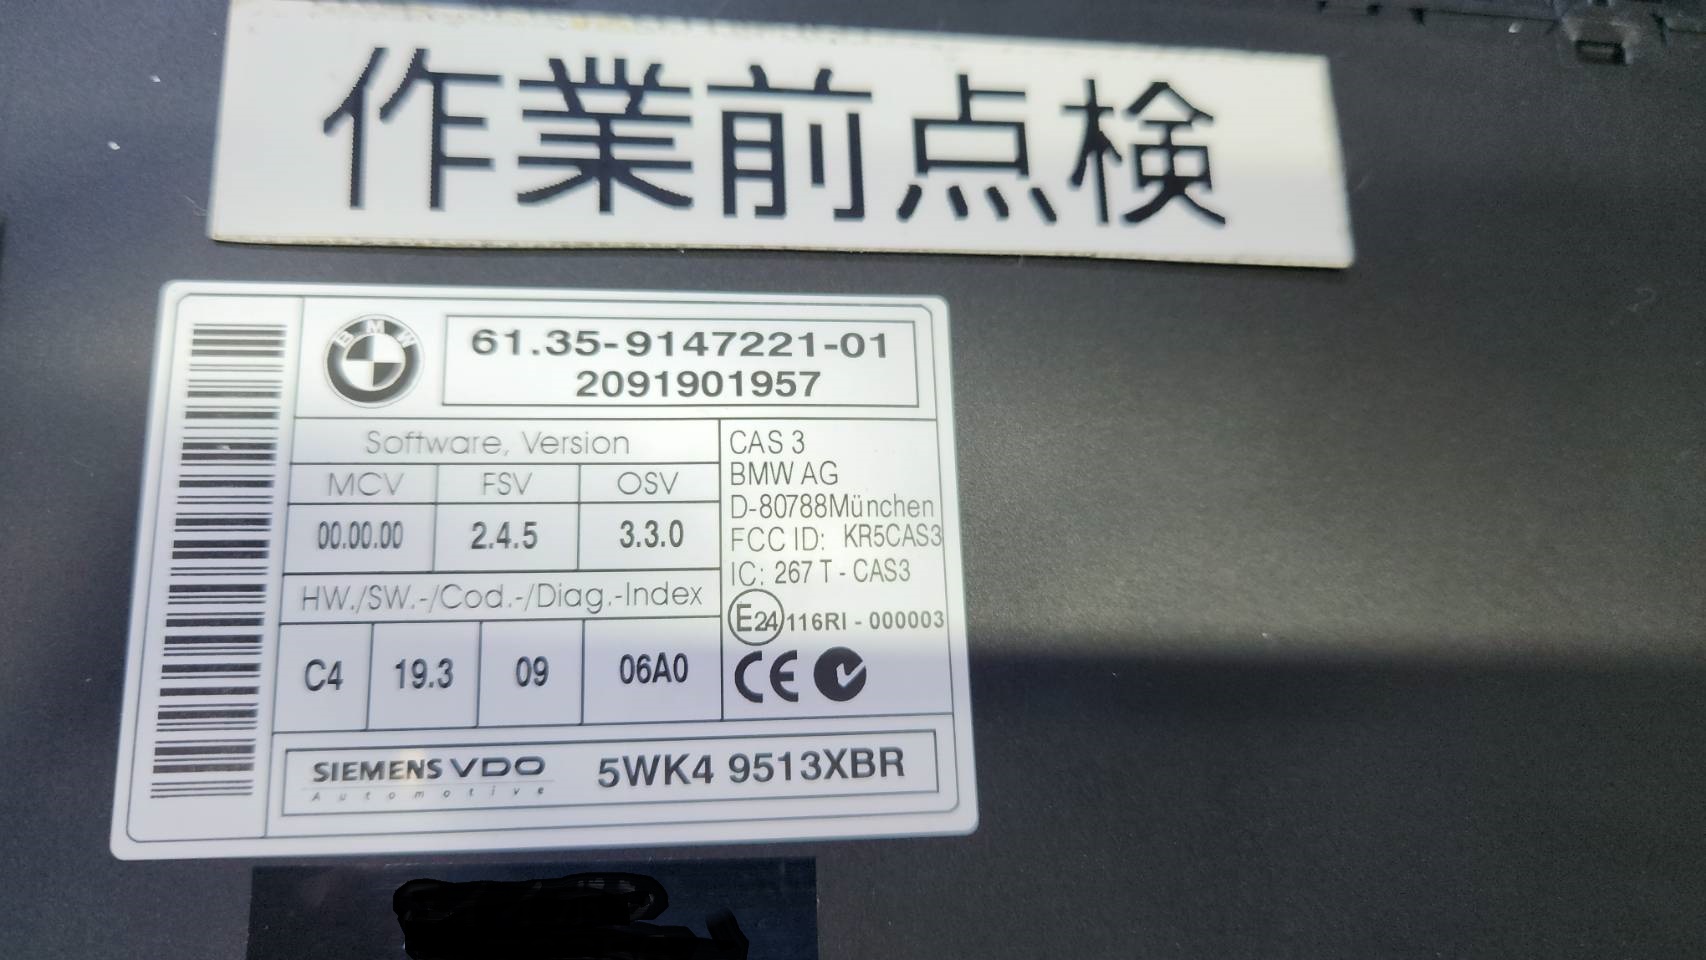 作業前点検
BMW
61.35-9147221-01
2091901957
Software, Version
MCV FSV OSV
00.00.00 2.4.5 3.3.0
HW./SW.-/Cod.-/Diag.-Index
C4 19.3 09 06A0
CAS 3
BMW AG
D-80788München
FCC ID: KR5CAS3
IC: 267 T - CAS3
E24 116RI - 000003
CE
SIEMENS VDO
Automotive
5WK4 9513XBR